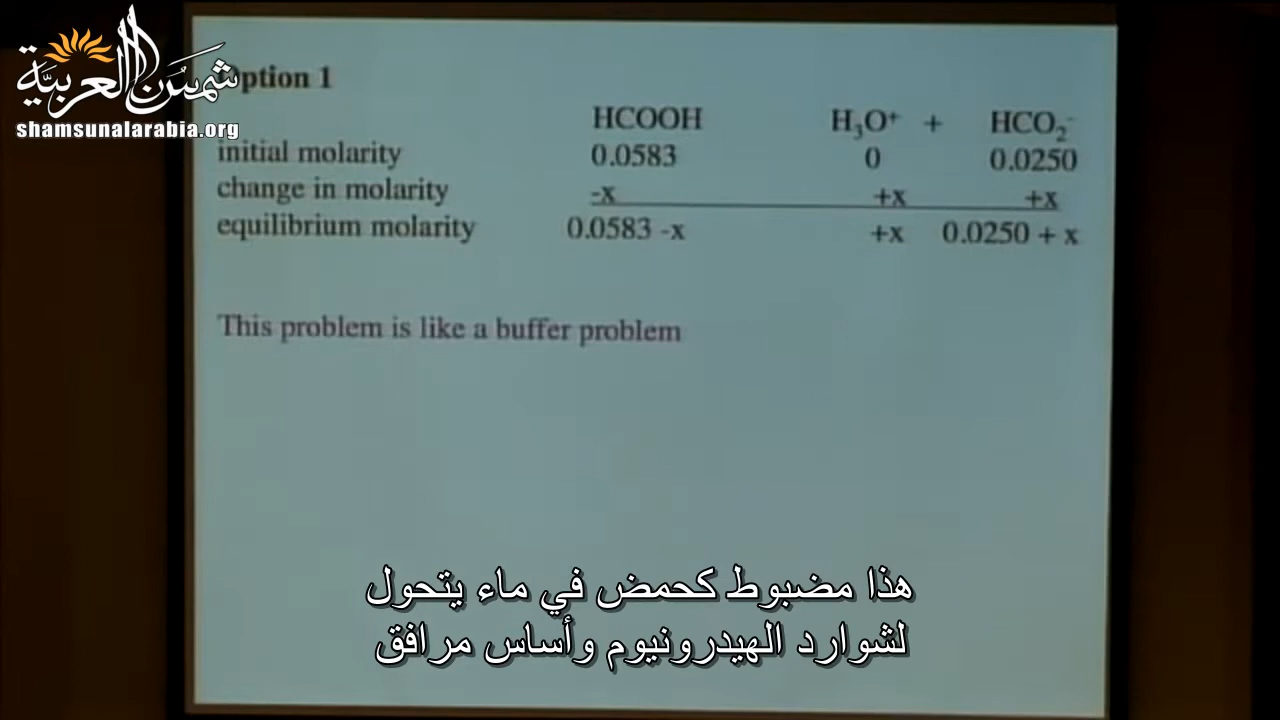 شمس العربية
shamsunalarabia.org
ption 1
HCOOH H₃O⁺ + HCO₂⁻
initial molarity 0.0583 0 0.0250
change in molarity -x +x +x
equilibrium molarity 0.0583 -x +x 0.0250 + x
This problem is like a buffer problem
هذا مضبوط كحمض في ماء يتحول
لشوارد الهيدرونيوم وأساس مرافق